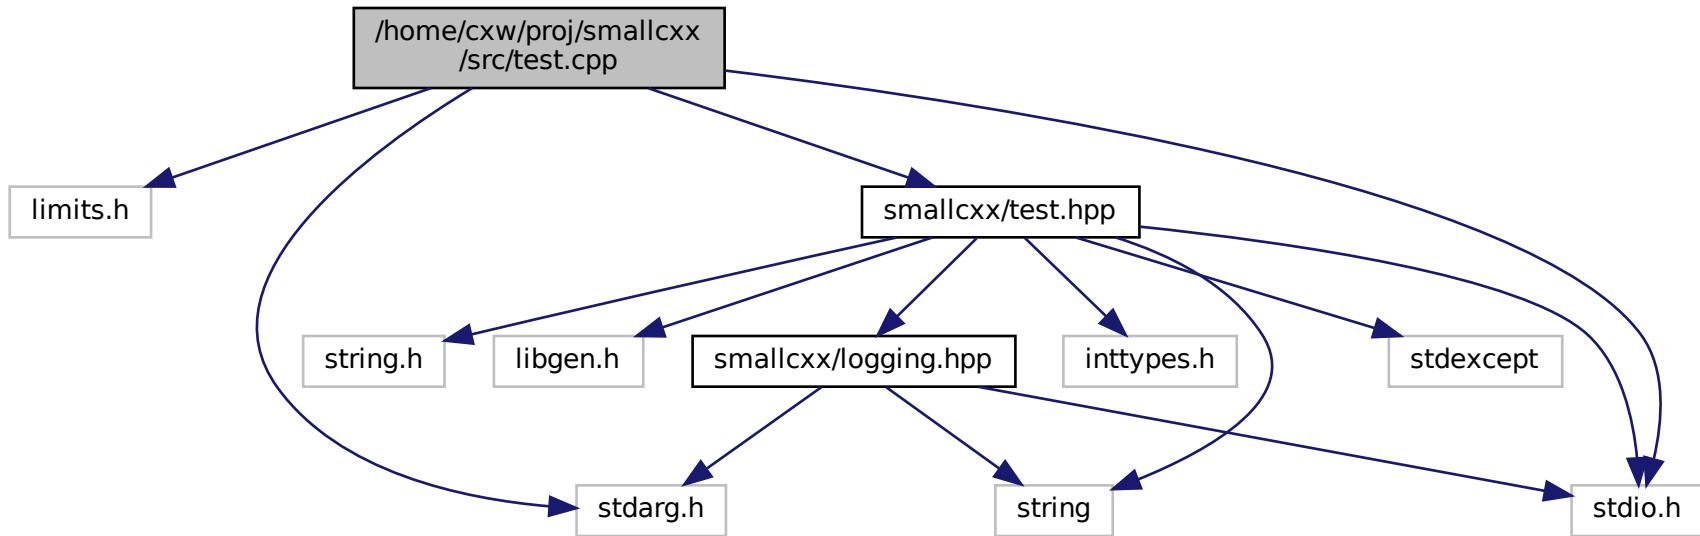 /home/cxw/proj/smallcxx
/src/test.cpp
limits.h
smallcxx/test.hpp
string.h
libgen.h
smallcxx/logging.hpp
inttypes.h
stdexcept
stdarg.h
string
stdio.h